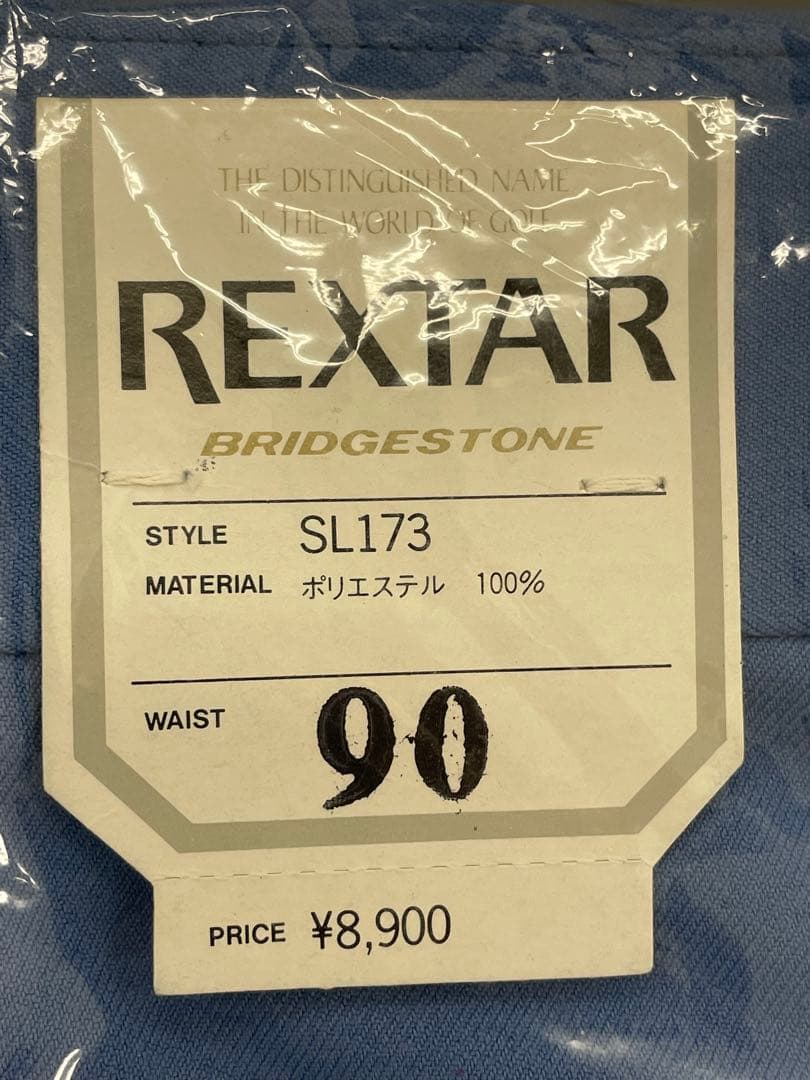 THE DISTINGUISHED NAME
IN THE WORLD OF GOLF
REXTAR
BRIDGESTONE
STYLE SL173
MATERIAL ポリエステル 100%
WAIST 90
PRICE ¥8,900